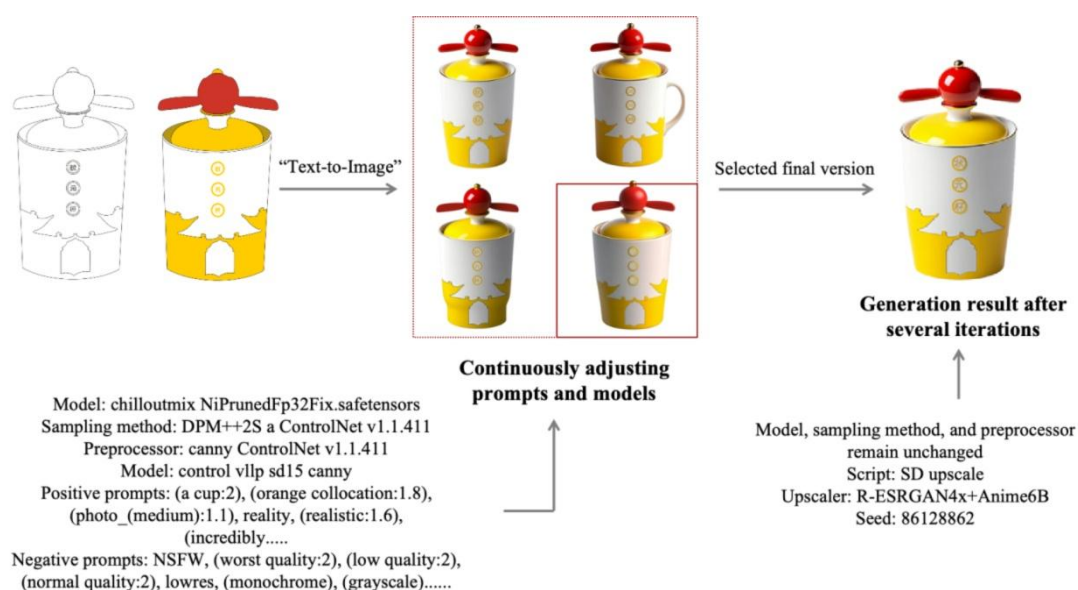 “Text-to-Image”
Selected final version
Continuously adjusting
prompts and models
Generation result after
several iterations
Model: chilloutmix NiPrunedFp32Fix.safetensors
Sampling method: DPM++2S a ControlNet v1.1.411
Preprocessor: canny ControlNet v1.1.411
Model: control vllp sd15 canny
Positive prompts: (a cup:2), (orange collocation:1.8),
(photo_(medium):1.1), reality, (realistic:1.6),
(incredibly.....
Negative prompts: NSFW, (worst quality:2), (low quality:2),
(normal quality:2), lowres, (monochrome), (grayscale)......
Model, sampling method, and preprocessor
remain unchanged
Script: SD upscale
Upscaler: R-ESRGAN4x+Anime6B
Seed: 86128862